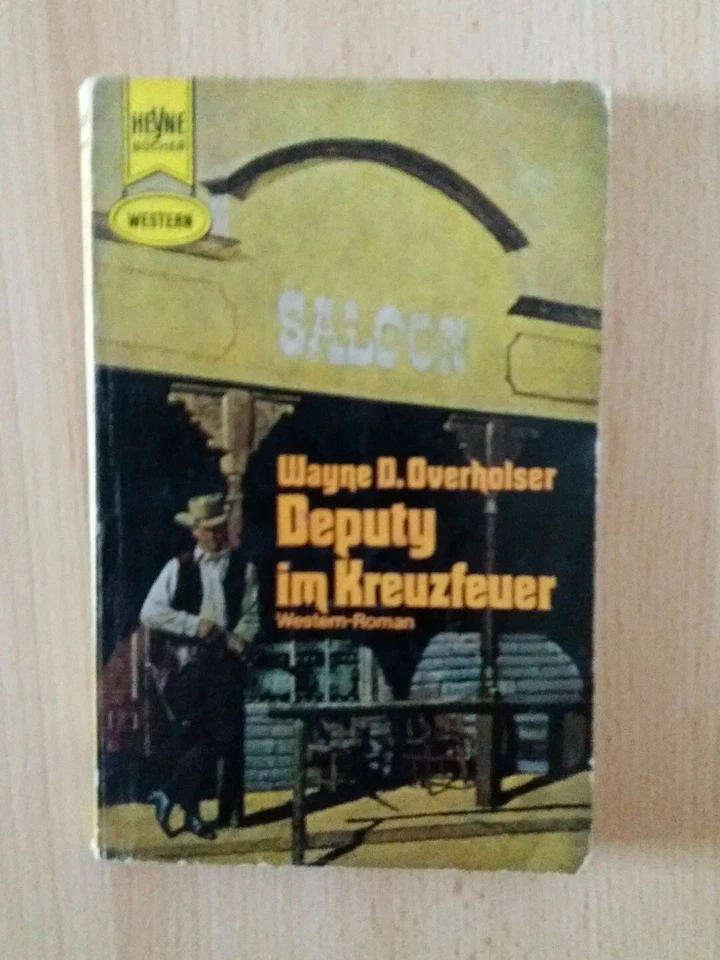 HEYNE
BÜCHER
WESTERN
SALOON
Wayne D. Overholser
Deputy
im Kreuzfeuer
Western-Roman